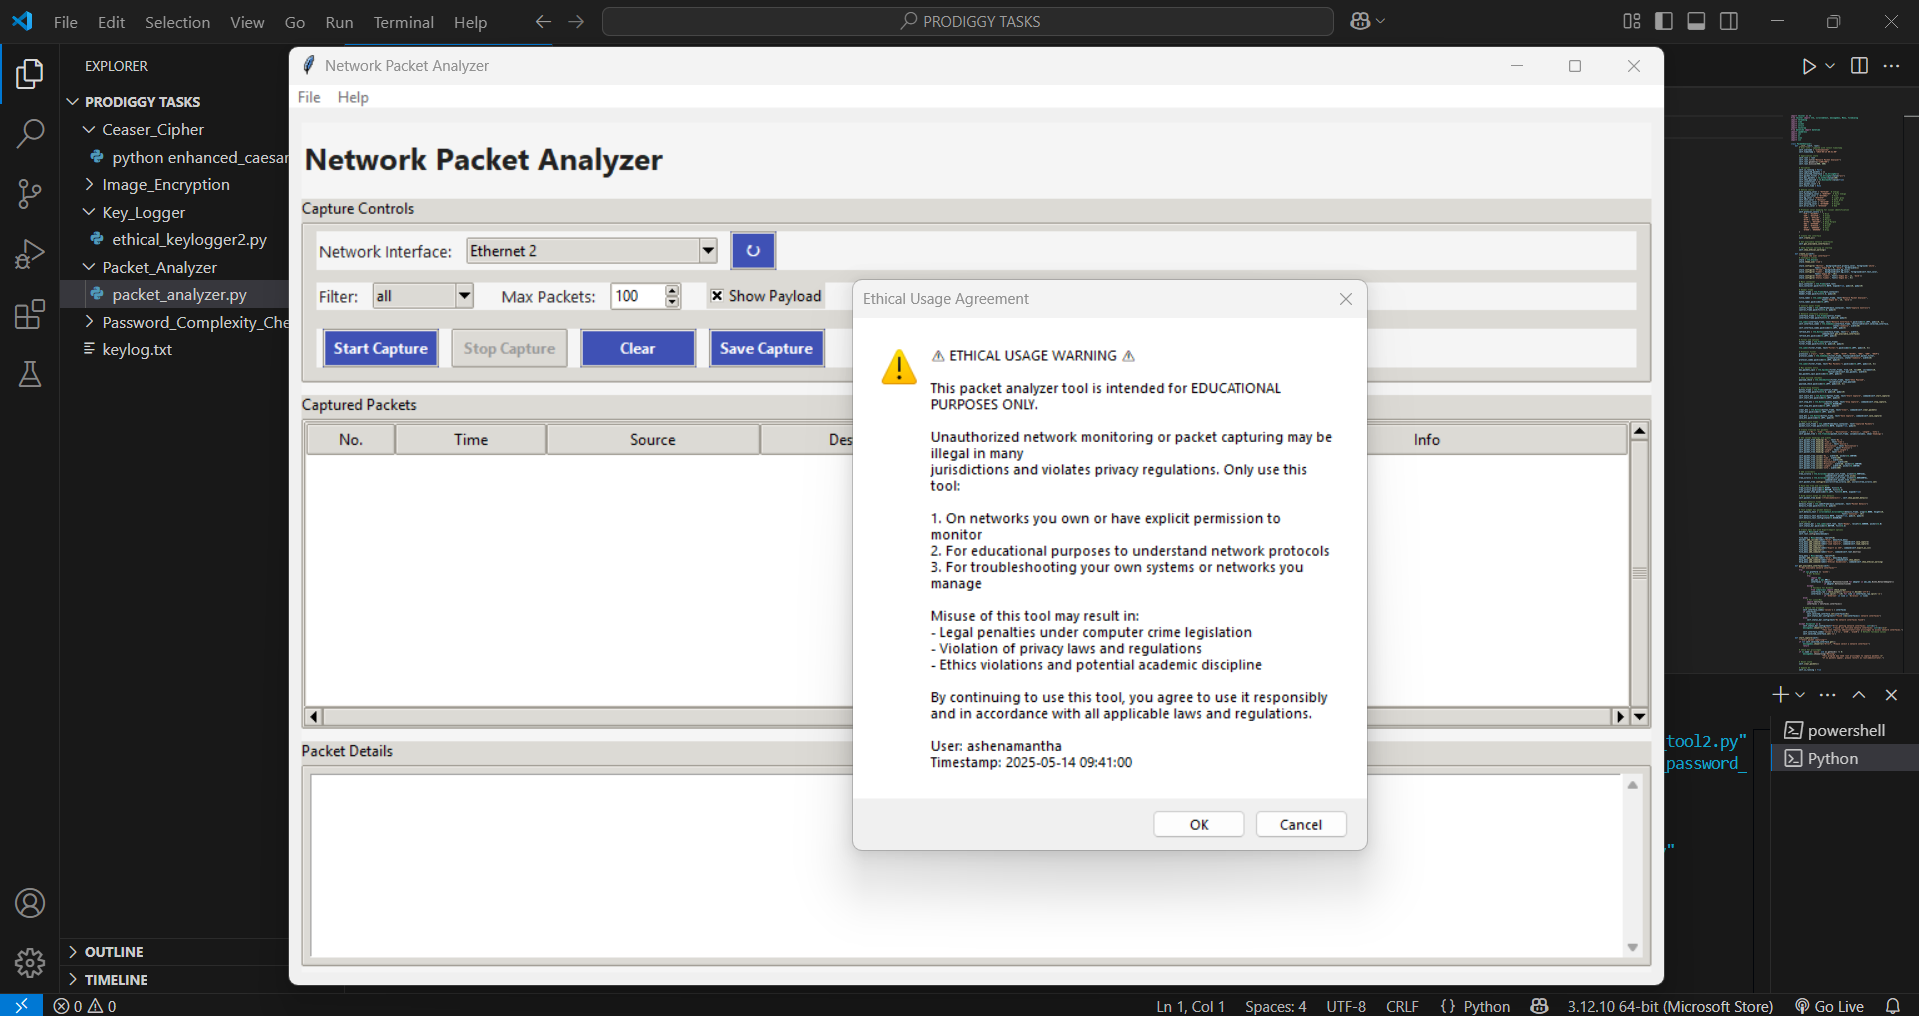 File Edit Selection View Go Run Terminal Help
PRODIGGY TASKS
EXPLORER
PRODIGGY TASKS
Ceaser_Cipher
python enhanced_caesar
Image_Encryption
Key_Logger
ethical_keylogger2.py
Packet_Analyzer
packet_analyzer.py
Password_Complexity_Che
keylog.txt
OUTLINE
TIMELINE
Network Packet Analyzer
File Help
Network Packet Analyzer
Capture Controls
Network Interface: Ethernet 2
Filter: all Max Packets: 100 Show Payload
Start Capture Stop Capture Clear Save Capture
Captured Packets
No. Time Source Des Info
Packet Details
Ethical Usage Agreement
⚠ ETHICAL USAGE WARNING ⚠
This packet analyzer tool is intended for EDUCATIONAL
PURPOSES ONLY.
Unauthorized network monitoring or packet capturing may be
illegal in many
jurisdictions and violates privacy regulations. Only use this
tool:
1. On networks you own or have explicit permission to
monitor
2. For educational purposes to understand network protocols
3. For troubleshooting your own systems or networks you
manage
Misuse of this tool may result in:
- Legal penalties under computer crime legislation
- Violation of privacy laws and regulations
- Ethics violations and potential academic discipline
By continuing to use this tool, you agree to use it responsibly
and in accordance with all applicable laws and regulations.
User: ashenamantha
Timestamp: 2025-05-14 09:41:00
OK Cancel
_tool2.py"
_password_
"
powershell
Python
0 0 Ln 1, Col 1 Spaces: 4 UTF-8 CRLF {} Python 3.12.10 64-bit (Microsoft Store) Go Live